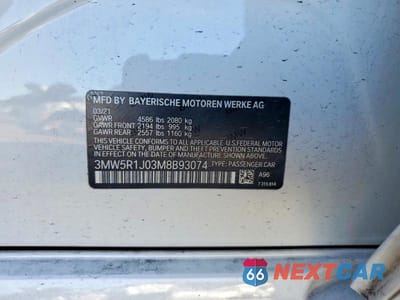 MFD BY BAYERISCHE MOTOREN WERKE AG
03/21
GVWR 4586 lbs 2080 kg
GAWR FRONT 2194 lbs 995 kg
GAWR REAR 2557 lbs 1160 kg
THIS VEHICLE CONFORMS TO ALL APPLICABLE U.S. FEDERAL MOTOR
VEHICLE SAFETY, BUMPER, AND THEFT PREVENTION STANDARDS
IN EFFECT ON THE DATE OF MANUFACTURE SHOWN ABOVE.
3MW5R1J03M8B93074 TYPE: PASSENGER CAR
A96
66 NEXTCAR